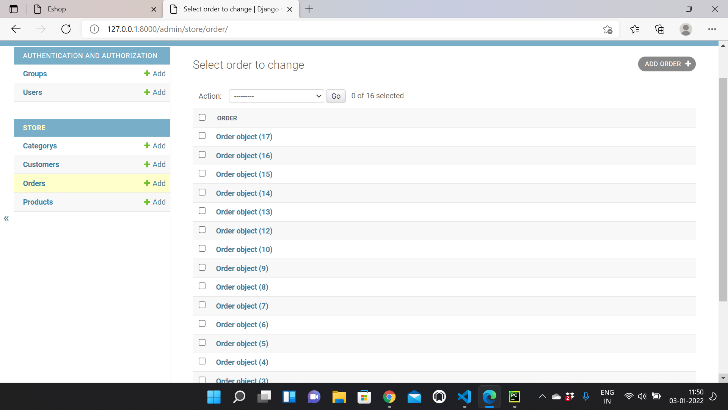 Eshop
Select order to change | Django
127.0.0.1:8000/admin/store/order/
AUTHENTICATION AND AUTHORIZATION
Groups + Add
Users + Add
STORE
Categorys + Add
Customers + Add
Orders + Add
Products + Add
«
Select order to change
ADD ORDER +
Action: --------- Go 0 of 16 selected
ORDER
Order object (17)
Order object (16)
Order object (15)
Order object (14)
Order object (13)
Order object (12)
Order object (10)
Order object (9)
Order object (8)
Order object (7)
Order object (6)
Order object (5)
Order object (4)
Order object (3)
ENG
IN
11:50
03-01-2022